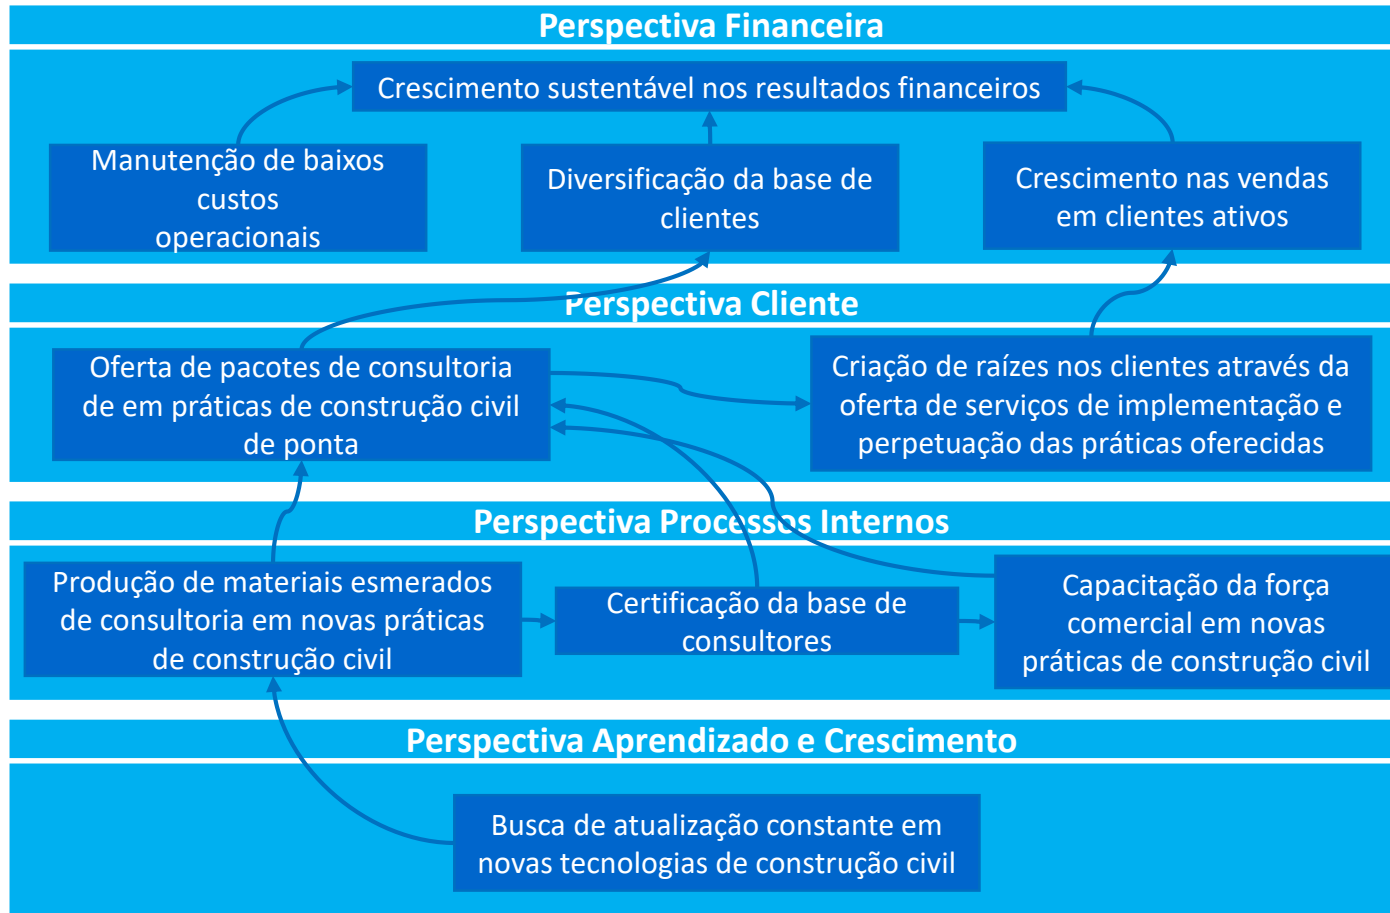 Perspectiva Financeira
Crescimento sustentável nos resultados financeiros
Manutenção de baixos
custos
operacionais
Diversificação da base de
clientes
Crescimento nas vendas
em clientes ativos
Perspectiva Cliente
Oferta de pacotes de consultoria
de em práticas de construção civil
de ponta
Criação de raízes nos clientes através da
oferta de serviços de implementação e
perpetuação das práticas oferecidas
Perspectiva Processos Internos
Produção de materiais esmerados
de consultoria em novas práticas
de construção civil
Certificação da base de
consultores
Capacitação da força
comercial em novas
práticas de construção civil
Perspectiva Aprendizado e Crescimento
Busca de atualização constante em
novas tecnologias de construção civil